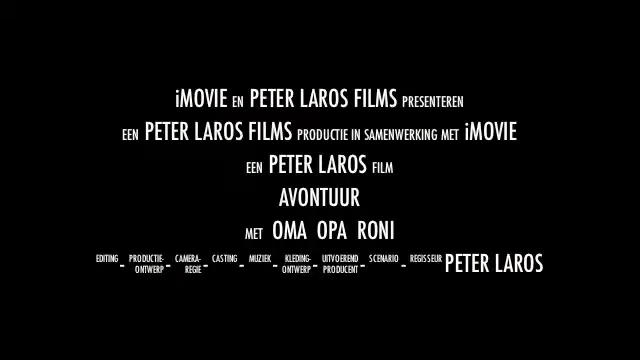 iMOVIE EN PETER LAROS FILMS PRESENTEREN
EEN PETER LAROS FILMS PRODUCTIE IN SAMENWERKING MET iMOVIE
EEN PETER LAROS FILM
AVONTUUR
MET OMA OPA RONI
EDITING - PRODUCTIE-ONTWERP - CAMERA-REGIE - CASTING - MUZIEK - KLEDING-ONTWERP - UITVOEREND PRODUCENT - SCENARIO - REGISSEUR PETER LAROS